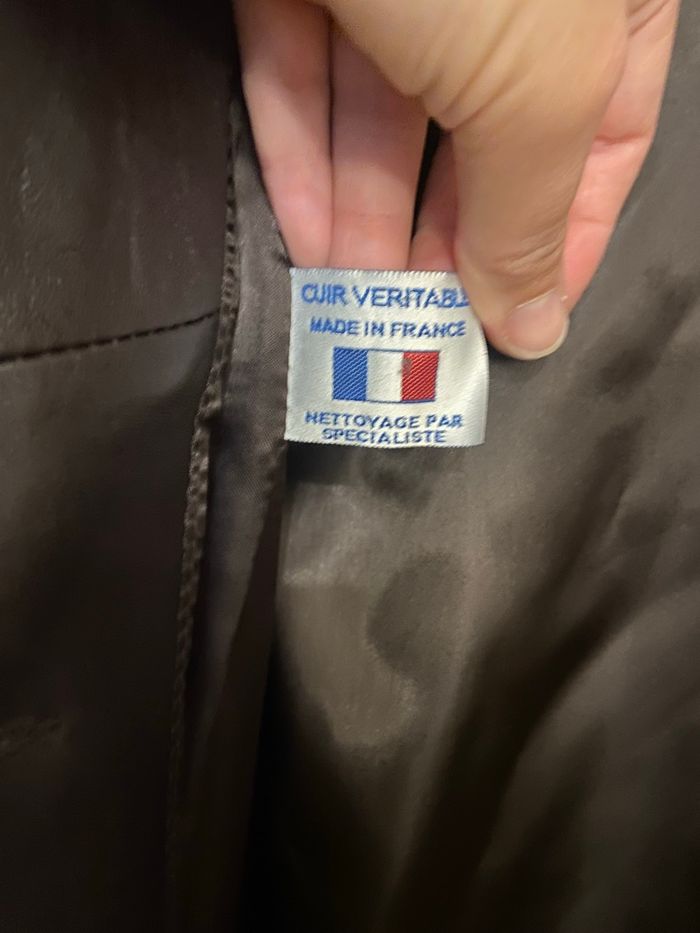 CUIR VERITABL
MADE IN FRANCE
NETTOYAGE PAR
SPECIALISTE